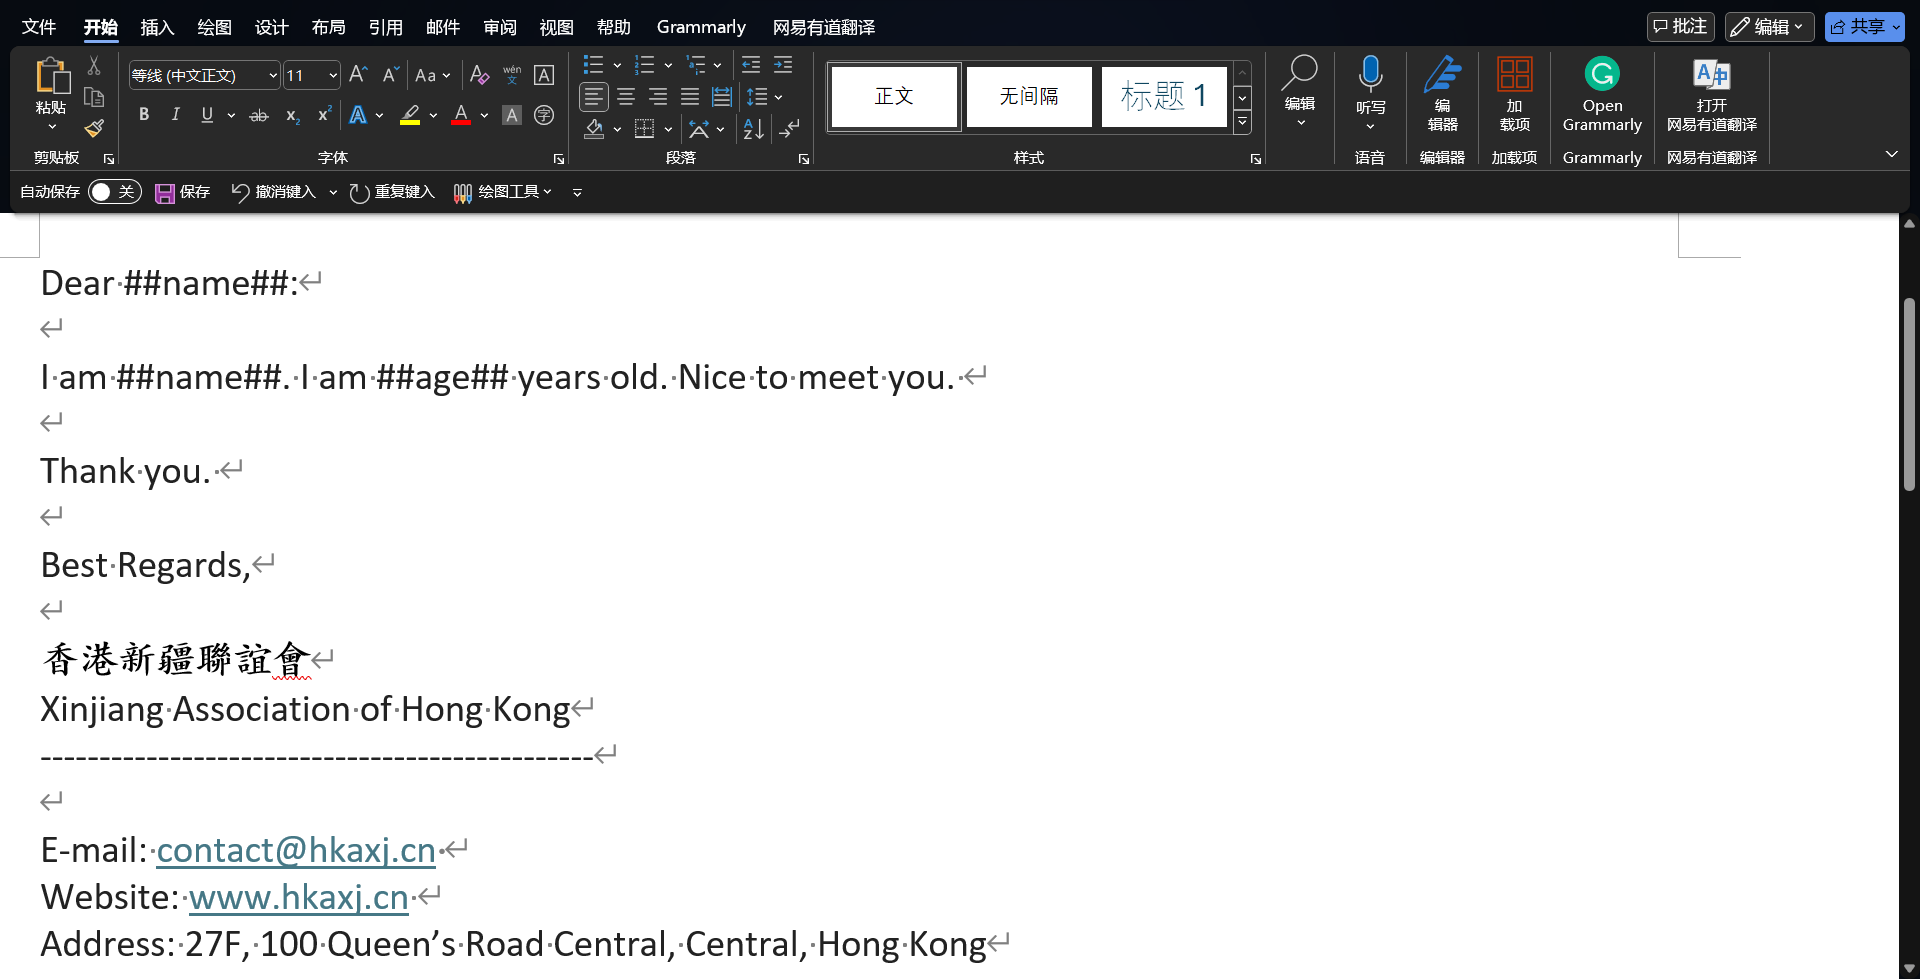 文件 开始 插入 绘图 设计 布局 引用 邮件 审阅 视图 帮助 Grammarly 网易有道翻译 批注 编辑 共享
粘贴
剪贴板
等线 (中文正文) 11 Aa wén 文 A
B I U ab x₂ x² A A A 字
字体
段落
正文 无间隔 标题 1
样式
编辑
听写
语音
编
辑器
编辑器
加
载项
加载项
Open
Grammarly
Grammarly
打开
网易有道翻译
网易有道翻译
自动保存 关 保存 撤消键入 重复键入 绘图工具
Dear ##name##:
I am ##name##. I am ##age## years old. Nice to meet you.
Thank you.
Best Regards,
香港新疆聯誼會
Xinjiang Association of Hong Kong
-----------------------------------------------
E-mail: contact@hkaxj.cn
Website: www.hkaxj.cn
Address: 27F, 100 Queen’s Road Central, Central, Hong Kong